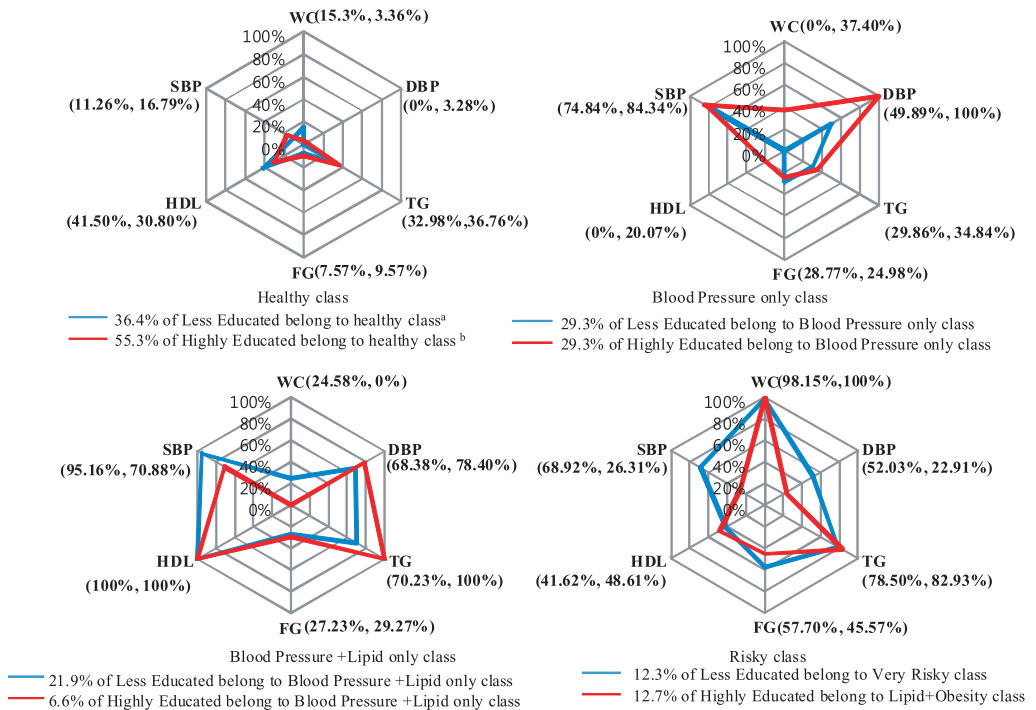 WC(15.3%, 3.36%)
100%
80%
60%
40%
20%
0%
SBP
(11.26%, 16.79%)
DBP
(0%, 3.28%)
HDL
(41.50%, 30.80%)
TG
(32.98%,36.76%)
FG(7.57%, 9.57%)
Healthy class
36.4% of Less Educated belong to healthy classᵃ
55.3% of Highly Educated belong to healthy class ᵇ
WC(0%, 37.40%)
100%
80%
60%
40%
20%
0%
SBP
(74.84%, 84.34%)
DBP
(49.89%, 100%)
HDL
(0%, 20.07%)
TG
(29.86%, 34.84%)
FG(28.77%, 24.98%)
Blood Pressure only class
29.3% of Less Educated belong to Blood Pressure only class
29.3% of Highly Educated belong to Blood Pressure only class
WC(24.58%, 0%)
100%
80%
60%
40%
20%
0%
SBP
(95.16%, 70.88%)
DBP
(68.38%, 78.40%)
HDL
(100%, 100%)
TG
(70.23%, 100%)
FG(27.23%, 29.27%)
Blood Pressure +Lipid only class
21.9% of Less Educated belong to Blood Pressure +Lipid only class
6.6% of Highly Educated belong to Blood Pressure +Lipid only class
WC(98.15%,100%)
100%
80%
60%
40%
20%
0%
SBP
(68.92%, 26.31%)
DBP
(52.03%, 22.91%)
HDL
(41.62%, 48.61%)
TG
(78.50%, 82.93%)
FG(57.70%, 45.57%)
Risky class
12.3% of Less Educated belong to Very Risky class
12.7% of Highly Educated belong to Lipid+Obesity class